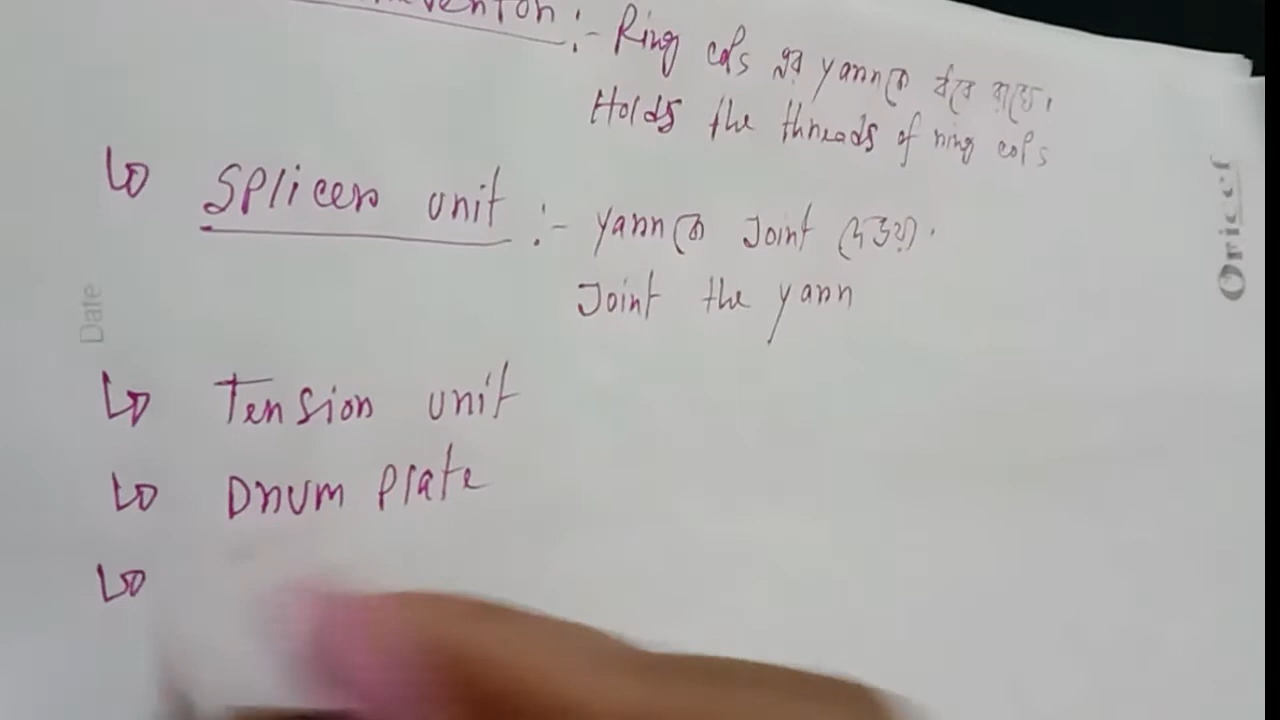 :- Ring cops এর yarnকে ধরে রাখে।
Holds the threads of ring cops
Splicer unit :- yarnকে Joint দেওয়া.
Joint the yarn
Tension unit
Drum plate
Date